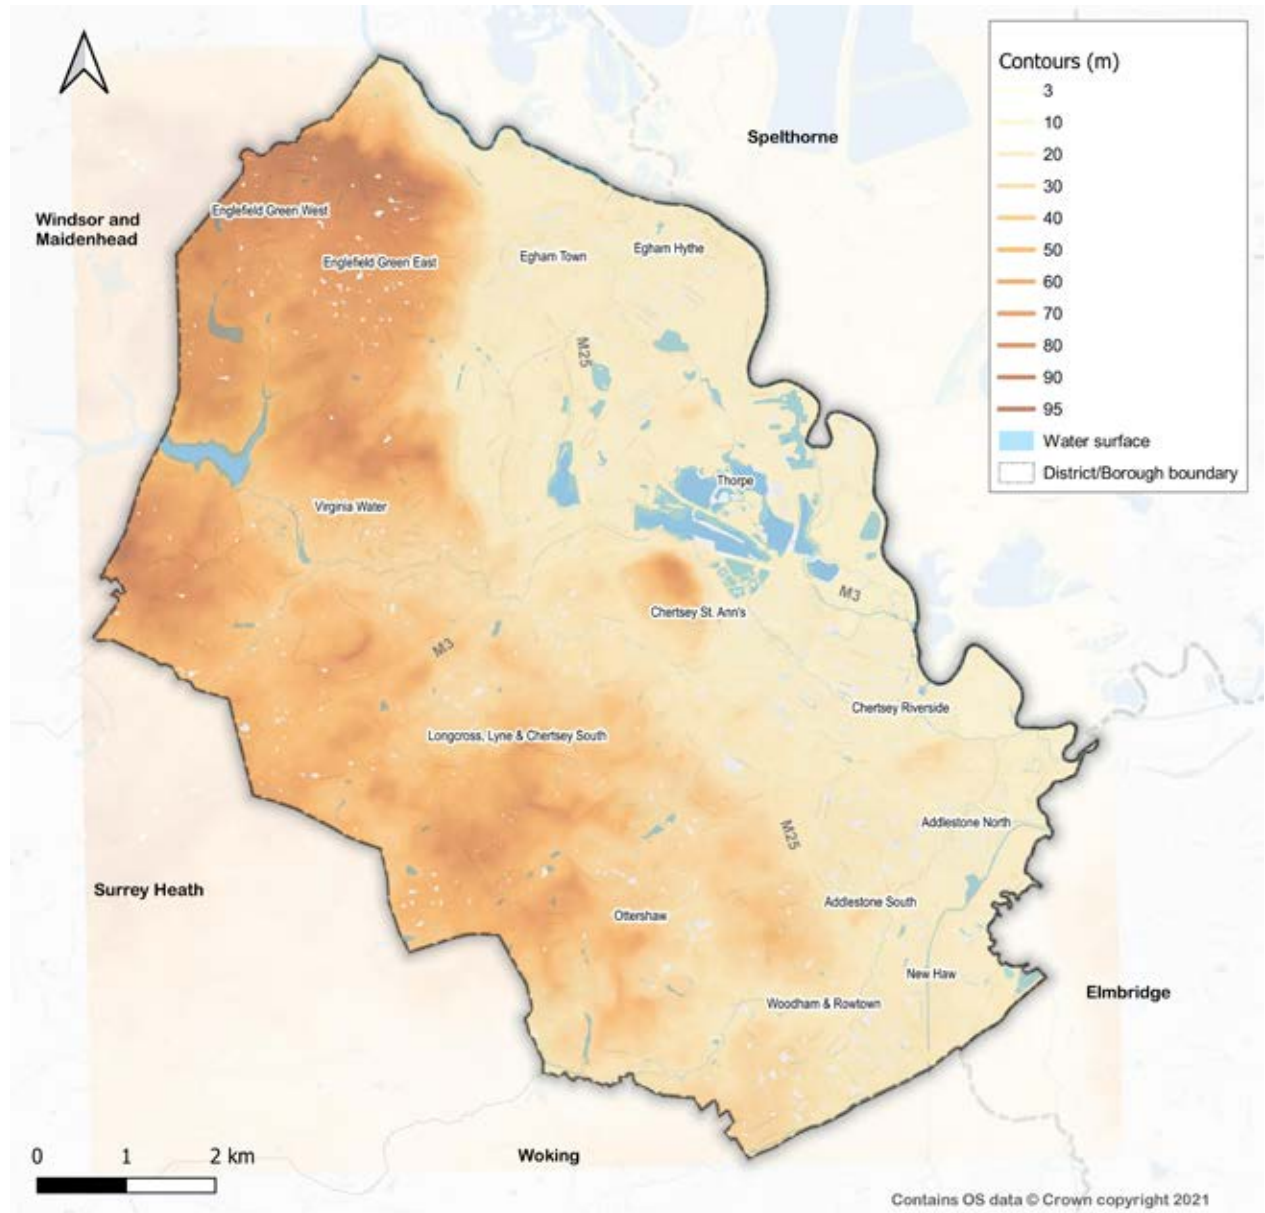 Contours (m)
3
10
20
30
40
50
60
70
80
90
95
Water surface
District/Borough boundary
Spelthorne
Windsor and
Maidenhead
Englefield Green West
Englefield Green East
Egham Town
Egham Hythe
M25
Thorpe
Virginia Water
M3
Chertsey St. Ann's
M3
Chertsey Riverside
Longcross, Lyne & Chertsey South
M25
Addlestone North
Surrey Heath
Addlestone South
Ottershaw
New Haw
Woodham & Rowtown
Elmbridge
Woking
0 1 2 km
Contains OS data © Crown copyright 2021